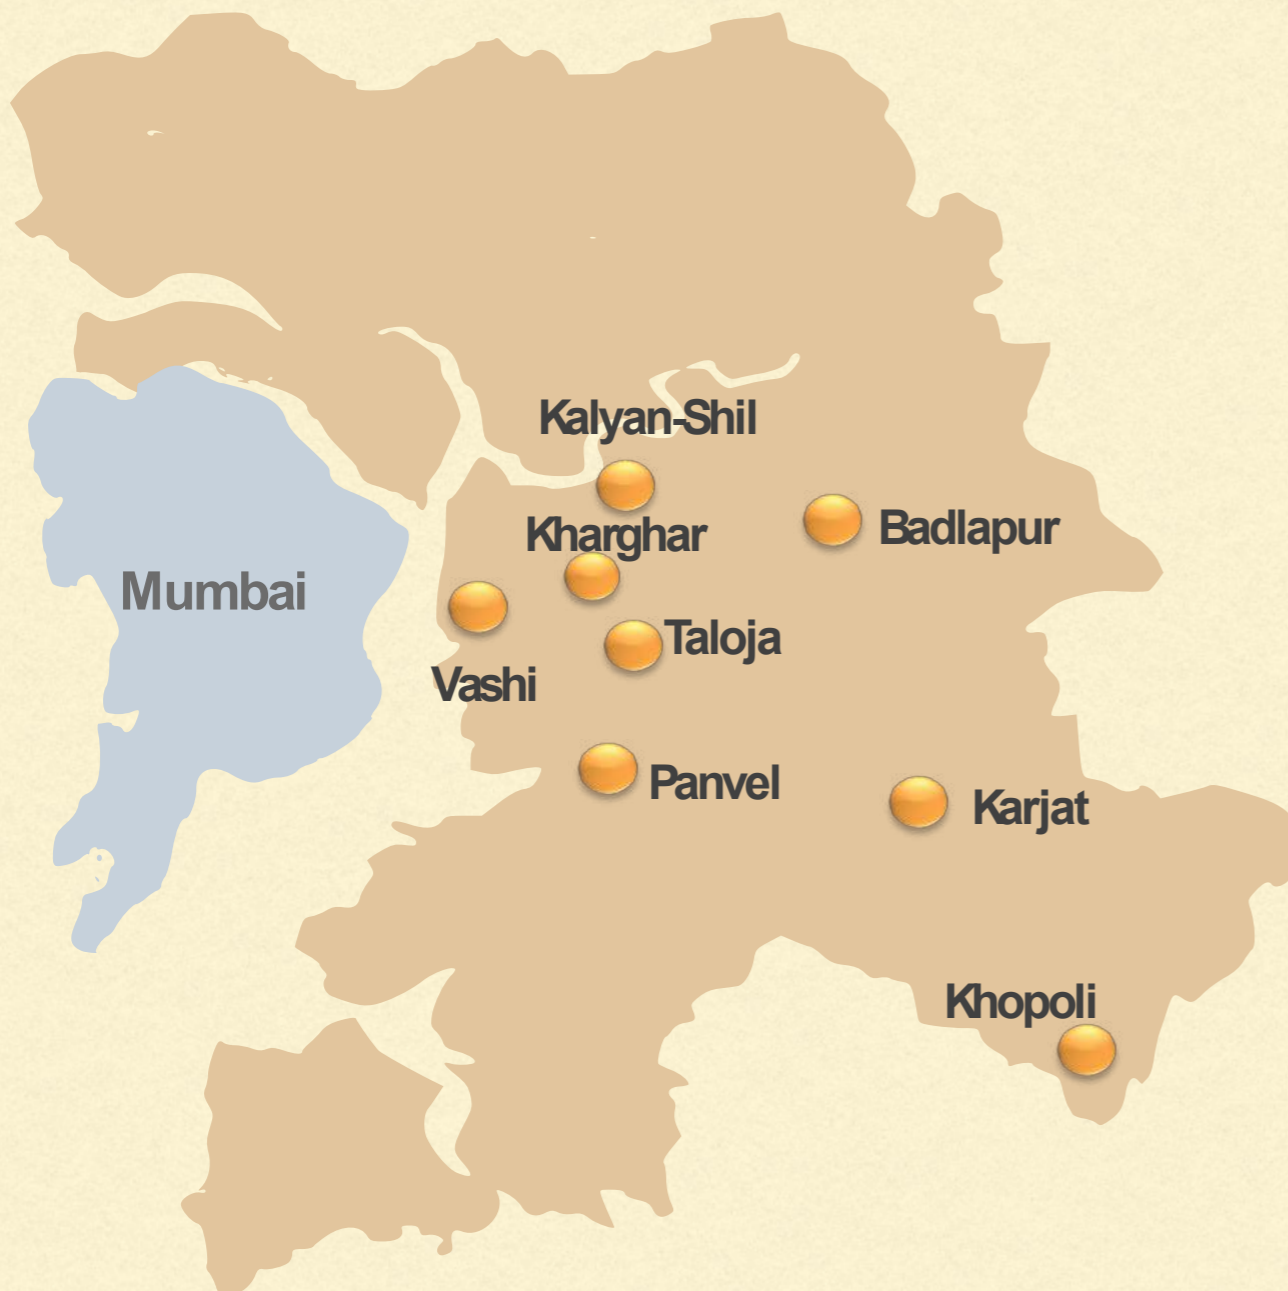 Kalyan-Shil
Badlapur
Kharghar
Mumbai
Taloja
Vashi
Panvel
Karjat
Khopoli